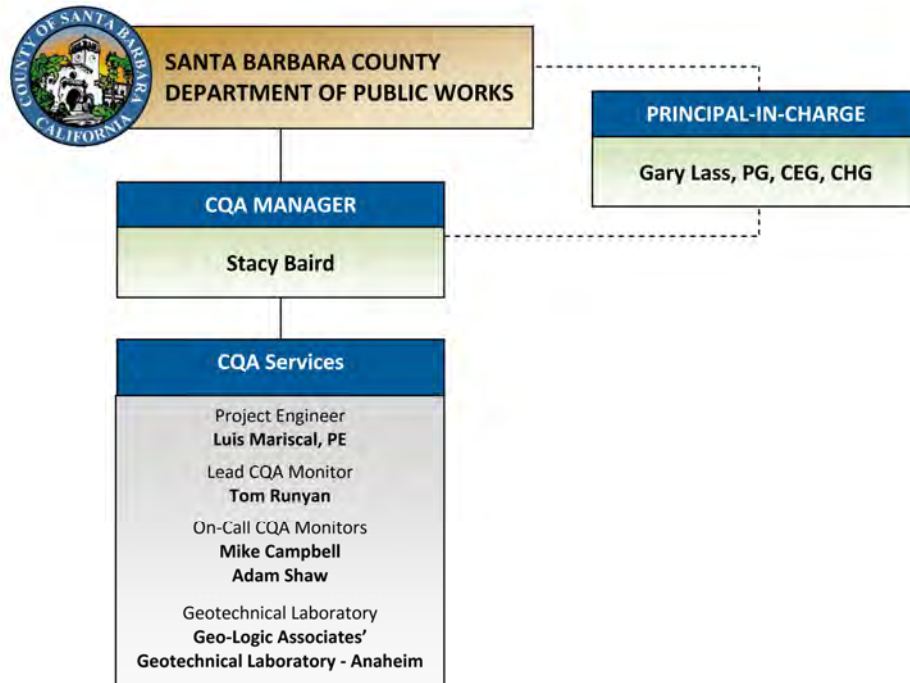 COUNTY OF SANTA BARBARA
CALIFORNIA
SANTA BARBARA COUNTY
DEPARTMENT OF PUBLIC WORKS
PRINCIPAL-IN-CHARGE
Gary Lass, PG, CEG, CHG
CQA MANAGER
Stacy Baird
CQA Services
Project Engineer
Luis Mariscal, PE
Lead CQA Monitor
Tom Runyan
On-Call CQA Monitors
Mike Campbell
Adam Shaw
Geotechnical Laboratory
Geo-Logic Associates’
Geotechnical Laboratory - Anaheim